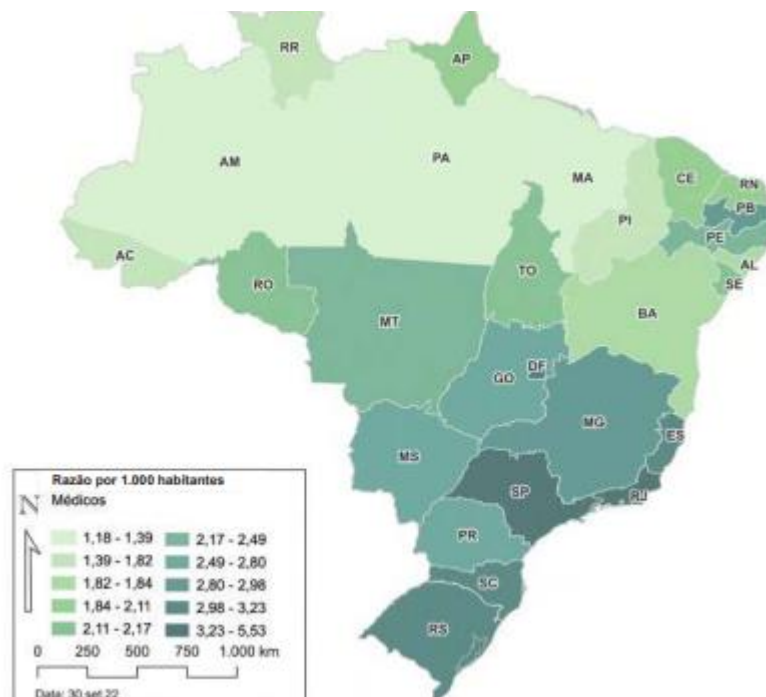 RR
AP
AM
PA
MA
CE
RN
PB
PI
PE
AC
AL
TO
SE
RO
BA
MT
DF
GO
MG
ES
MS
SP
RJ
PR
SC
RS
Razão por 1.000 habitantes
Médicos
N
1,18 - 1,39
1,39 - 1,82
1,82 - 1,84
1,84 - 2,11
2,11 - 2,17
2,17 - 2,49
2,49 - 2,80
2,80 - 2,98
2,98 - 3,23
3,23 - 5,53
0 250 500 750 1.000 km
Data: 30 set 22